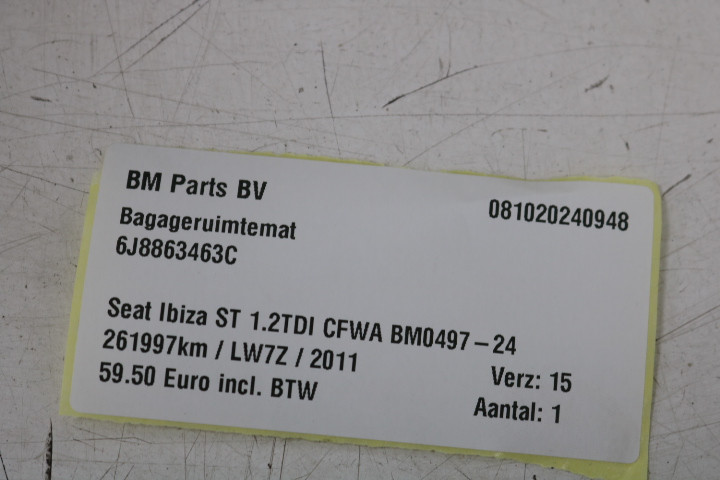 BM Parts BV
081020240948
Bagageruimtemat
6J8863463C
Seat Ibiza ST 1.2TDI CFWA BM0497-24
261997km / LW7Z / 2011
Verz: 15
59.50 Euro incl. BTW
Aantal: 1